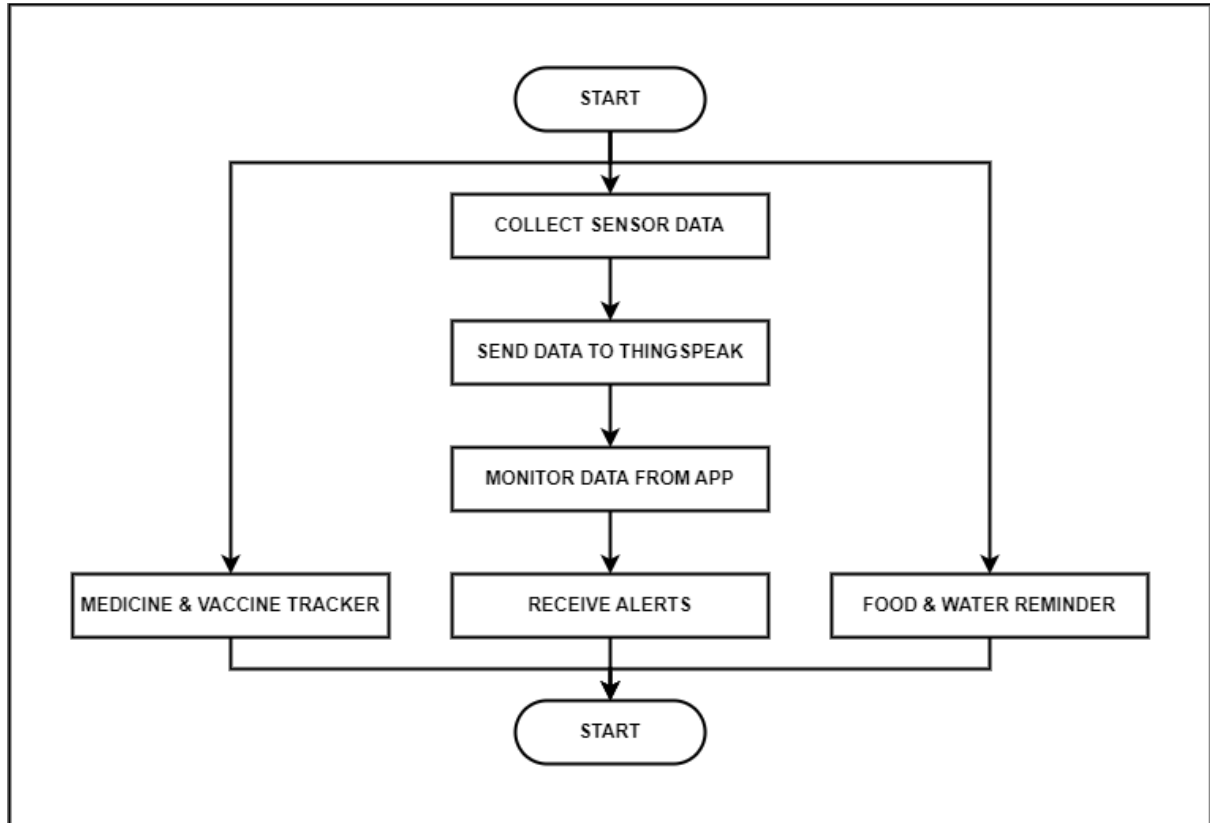 START
COLLECT SENSOR DATA
SEND DATA TO THINGSPEAK
MONITOR DATA FROM APP
MEDICINE & VACCINE TRACKER
RECEIVE ALERTS
FOOD & WATER REMINDER
START